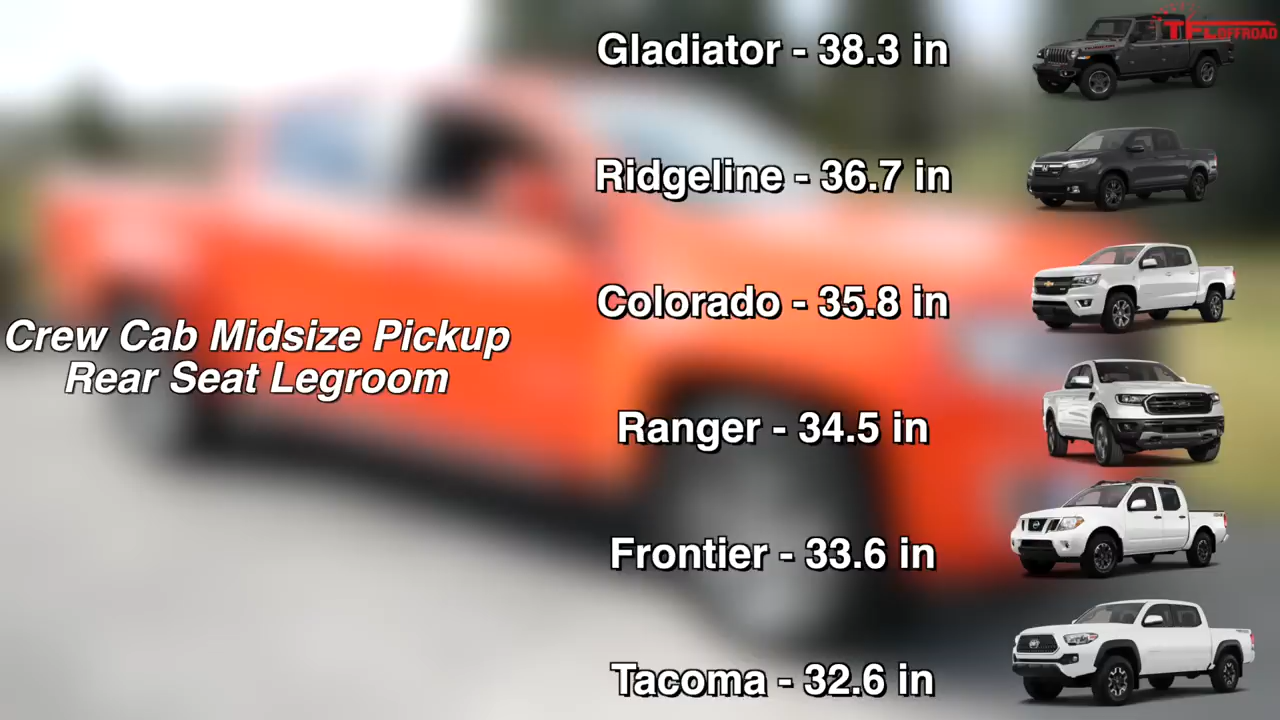 TFLOFFROAD
Gladiator - 38.3 in
Ridgeline - 36.7 in
Colorado - 35.8 in
Crew Cab Midsize Pickup
Rear Seat Legroom
Ranger - 34.5 in
Frontier - 33.6 in
Tacoma - 32.6 in